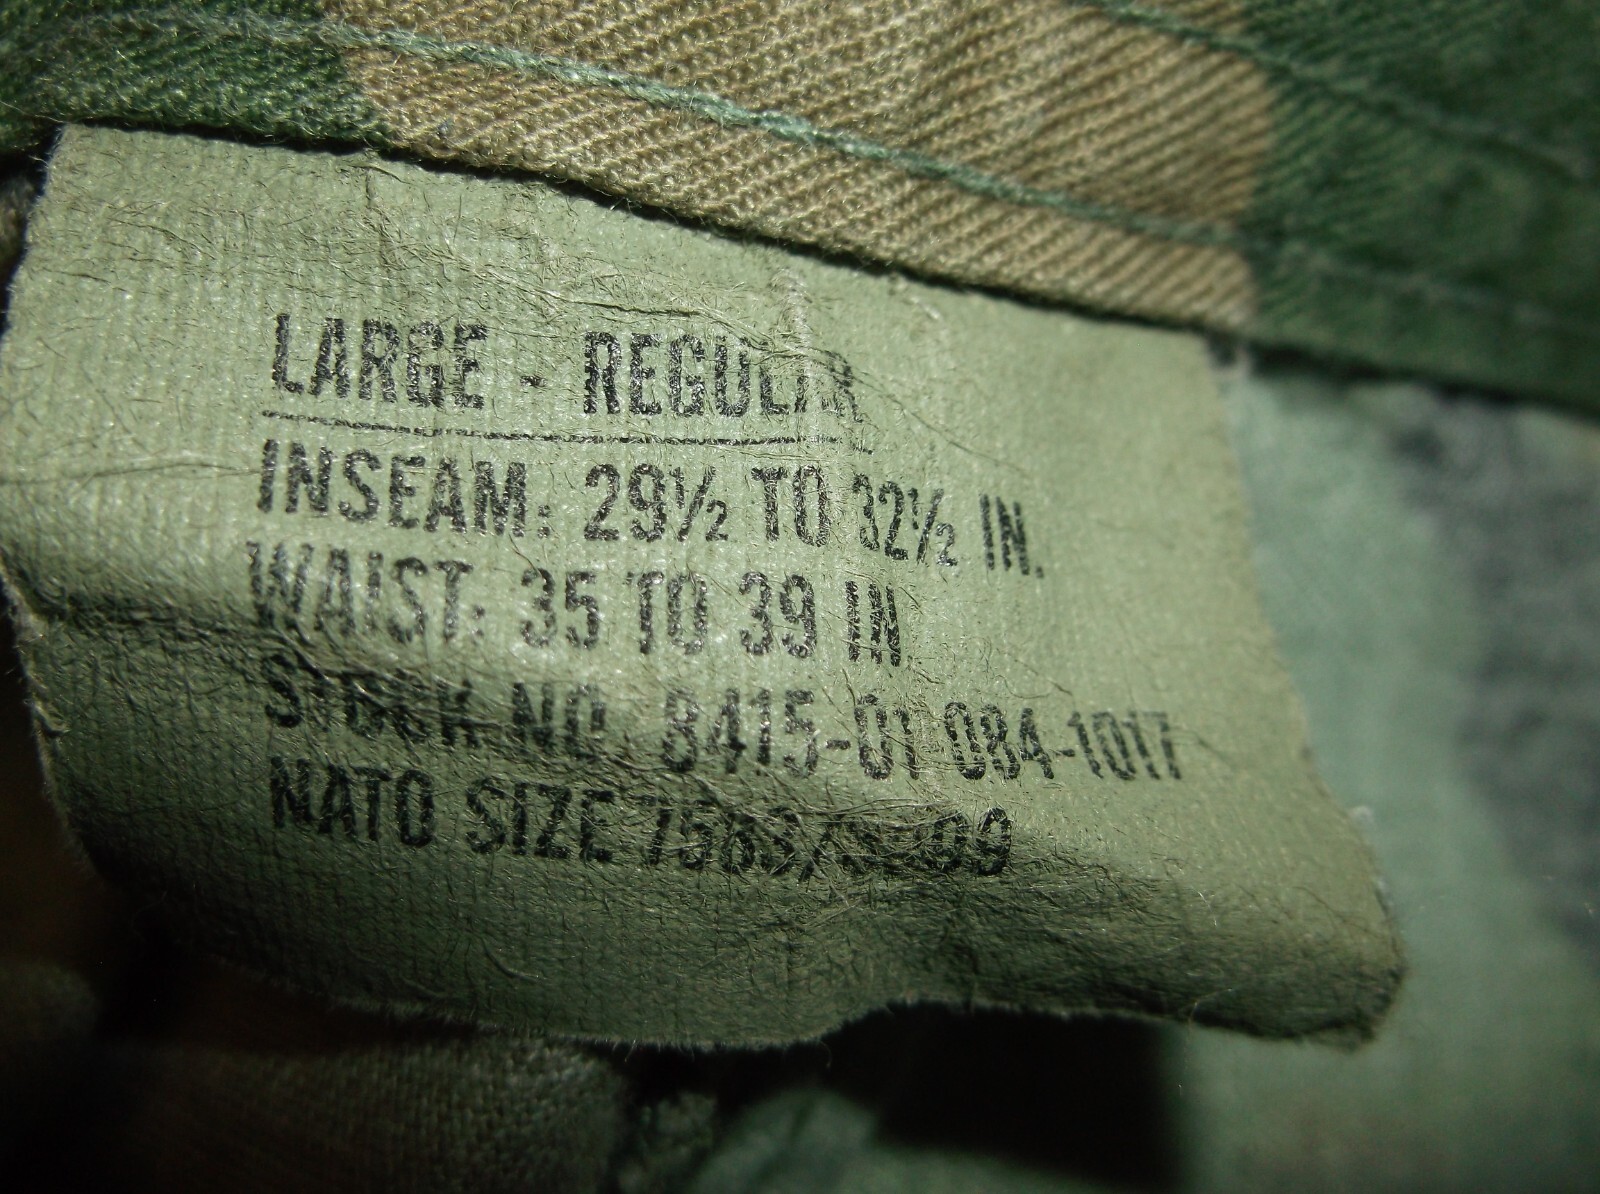 LARGE - REGULAR
INSEAM: 29½ TO 32½ IN.
WAIST: 35 TO 39 IN.
STOCK NO. 8415-01-084-1017
NATO SIZE